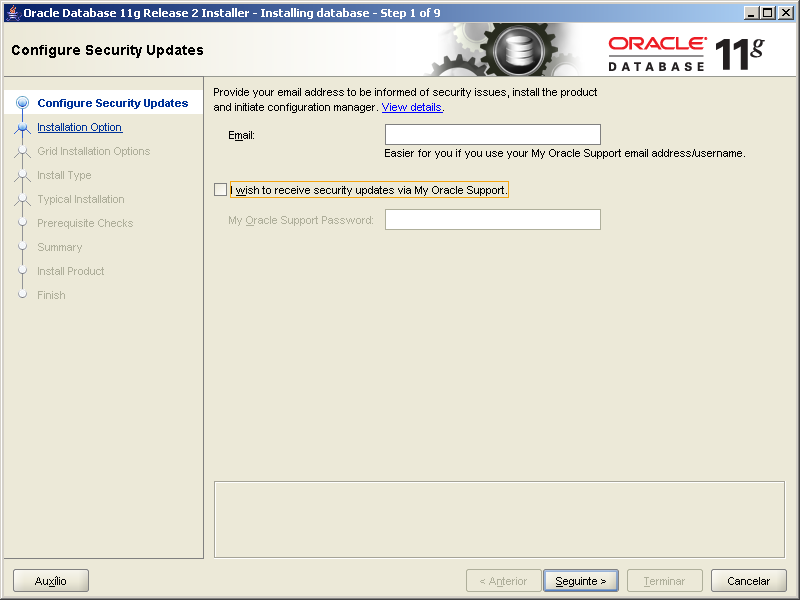 Oracle Database 11g Release 2 Installer - Installing database - Step 1 of 9
Configure Security Updates
ORACLE
DATABASE
11g
Configure Security Updates
Installation Option
Grid Installation Options
Install Type
Typical Installation
Prerequisite Checks
Summary
Install Product
Finish
Provide your email address to be informed of security issues, install the product
and initiate configuration manager. View details.
Email:
Easier for you if you use your My Oracle Support email address/username.
I wish to receive security updates via My Oracle Support.
My Oracle Support Password:
Auxílio
< Anterior
Seguinte >
Terminar
Cancelar